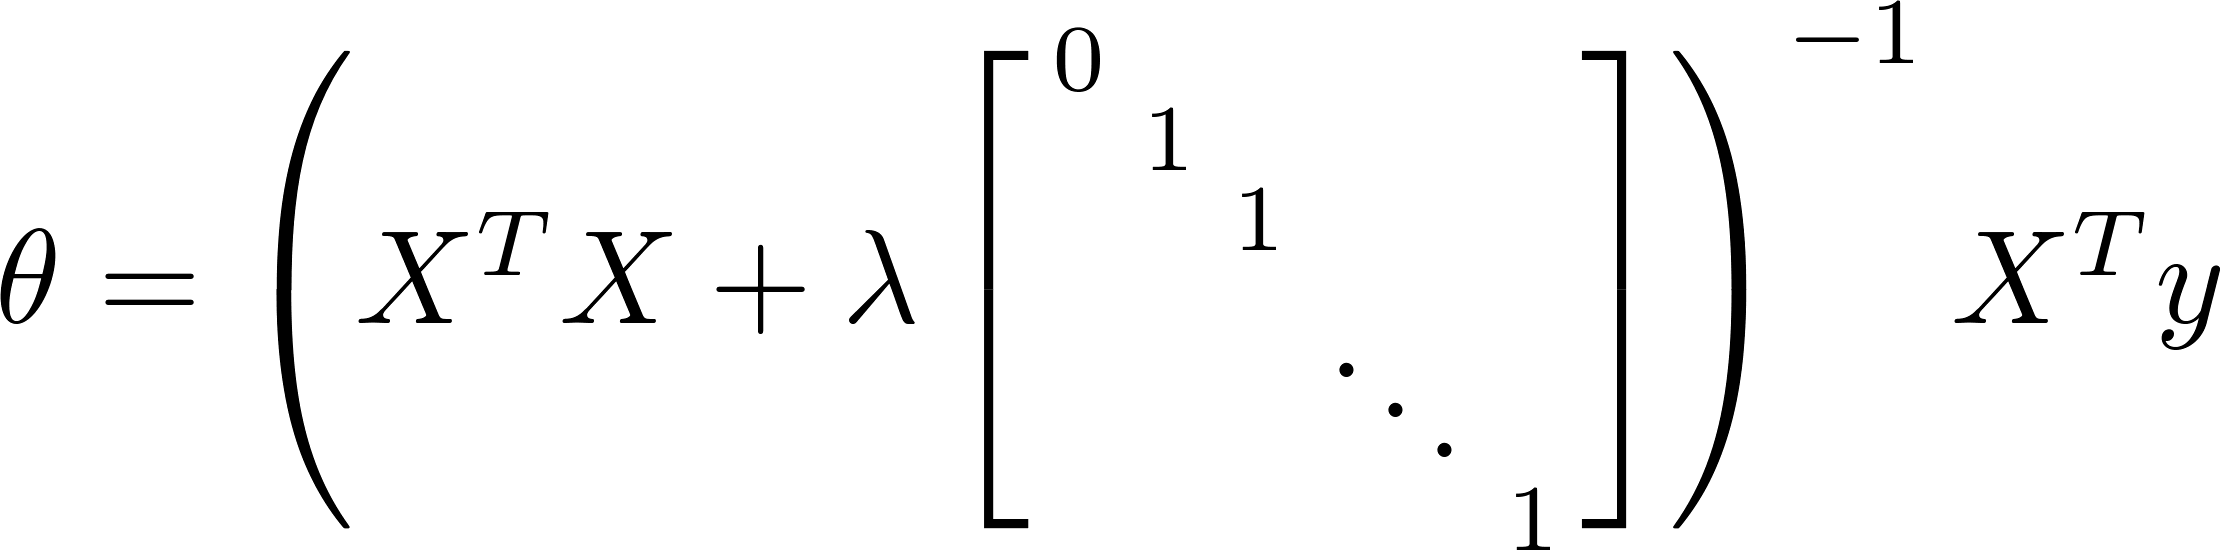 θ = (X^T X + λ [0 1 1 ⋱ 1])^{-1} X^T y